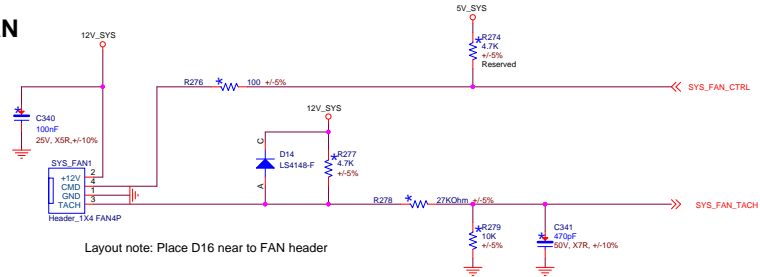 AN
12V_SYS
5V_SYS
*
R274
4.7K
+/-5%
Reserved
R276
*
100 +/-5%
SYS_FAN_CTRL
*
C340
100nF
25V, X5R,+/-10%
12V_SYS
SYS_FAN1
+12V 2
CMD 4
GND 1
TACH 3
Header_1X4 FAN4P
C
D14
LS4148-F
A
*
R277
4.7K
+/-5%
R278
*
27KOhm +/-5%
SYS_FAN_TACH
*
R279
10K
+/-5%
*
C341
470pF
50V, X7R, +/-10%
Layout note: Place D16 near to FAN header